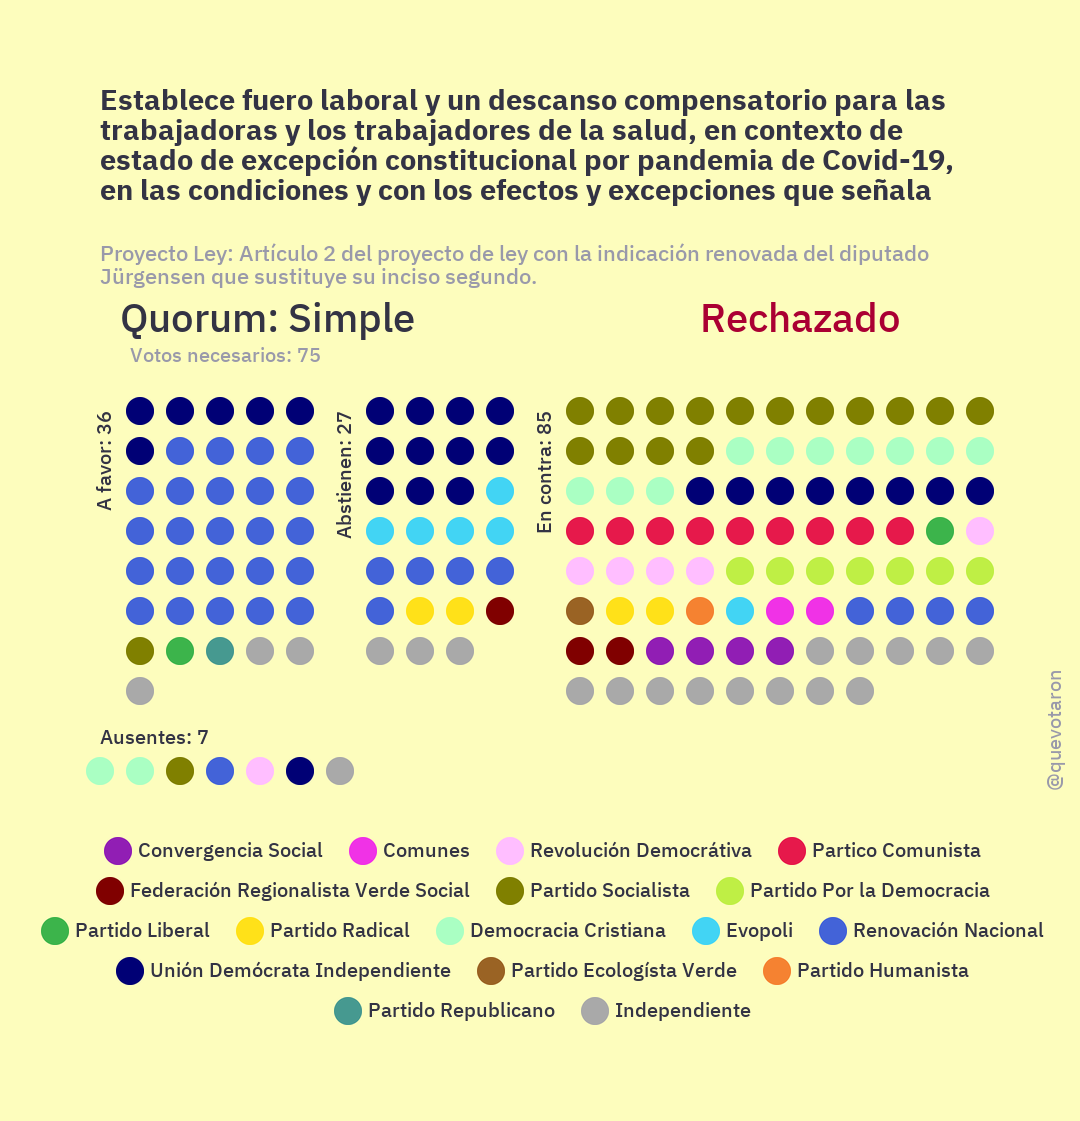 Establece fuero laboral y un descanso compensatorio para las
trabajadoras y los trabajadores de la salud, en contexto de
estado de excepción constitucional por pandemia de Covid-19,
en las condiciones y con los efectos y excepciones que señala
Proyecto Ley: Artículo 2 del proyecto de ley con la indicación renovada del diputado
Jürgensen que sustituye su inciso segundo.
Quorum: Simple
Rechazado
Votos necesarios: 75
A favor: 36
Abstienen: 27
En contra: 85
Ausentes: 7
@quevotaron
Convergencia Social
Comunes
Revolución Democrátiva
Partico Comunista
Federación Regionalista Verde Social
Partido Socialista
Partido Por la Democracia
Partido Liberal
Partido Radical
Democracia Cristiana
Evopoli
Renovación Nacional
Unión Demócrata Independiente
Partido Ecologísta Verde
Partido Humanista
Partido Republicano
Independiente